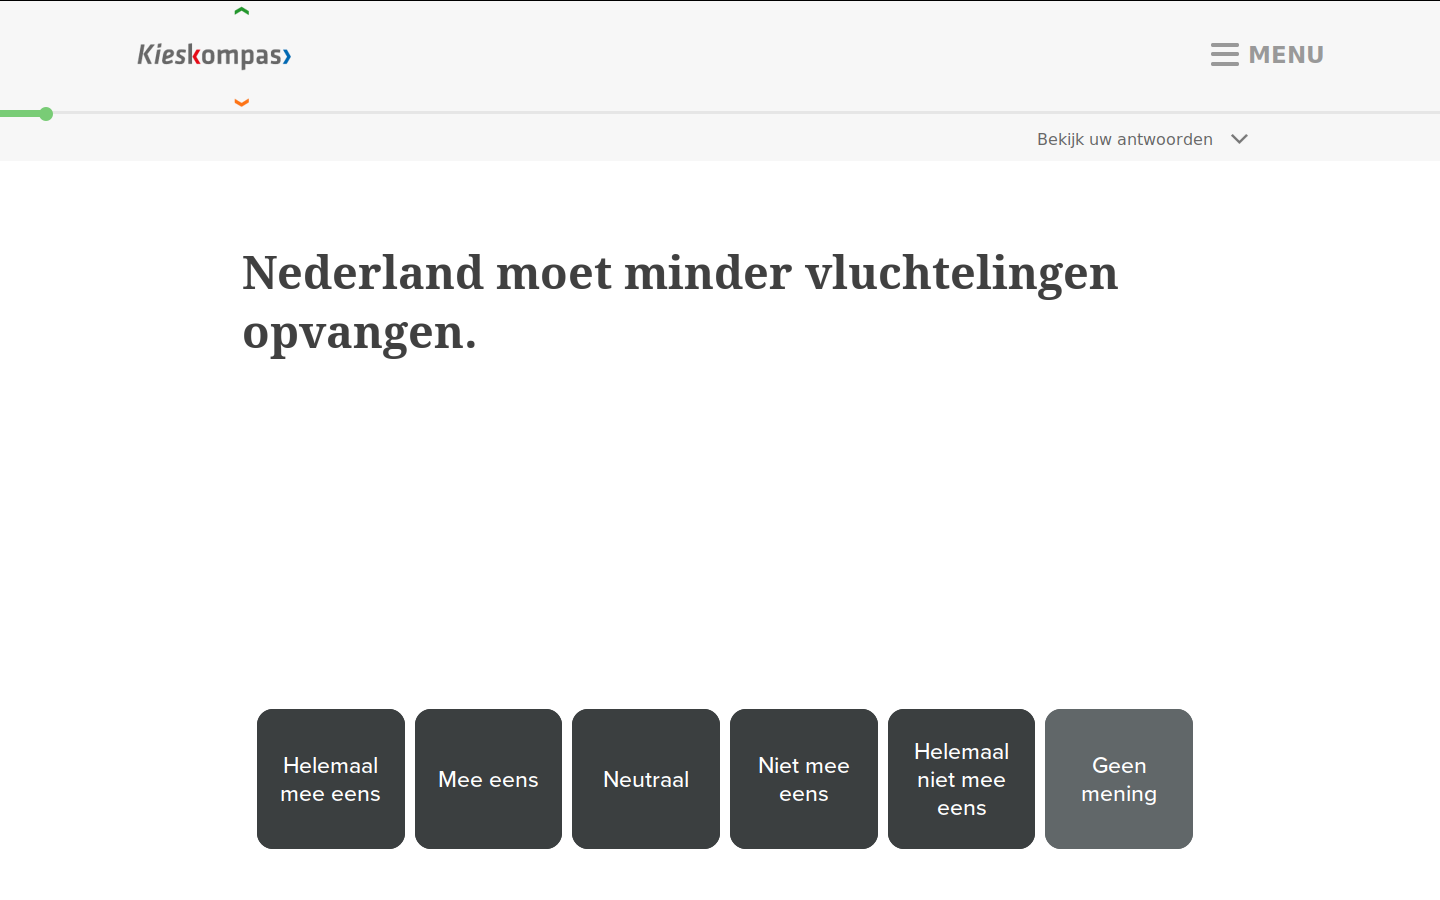 Kieskompas
MENU
Bekijk uw antwoorden
Nederland moet minder vluchtelingen
opvangen.
Helemaal
mee eens
Mee eens
Neutraal
Niet mee
eens
Helemaal
niet mee
eens
Geen
mening